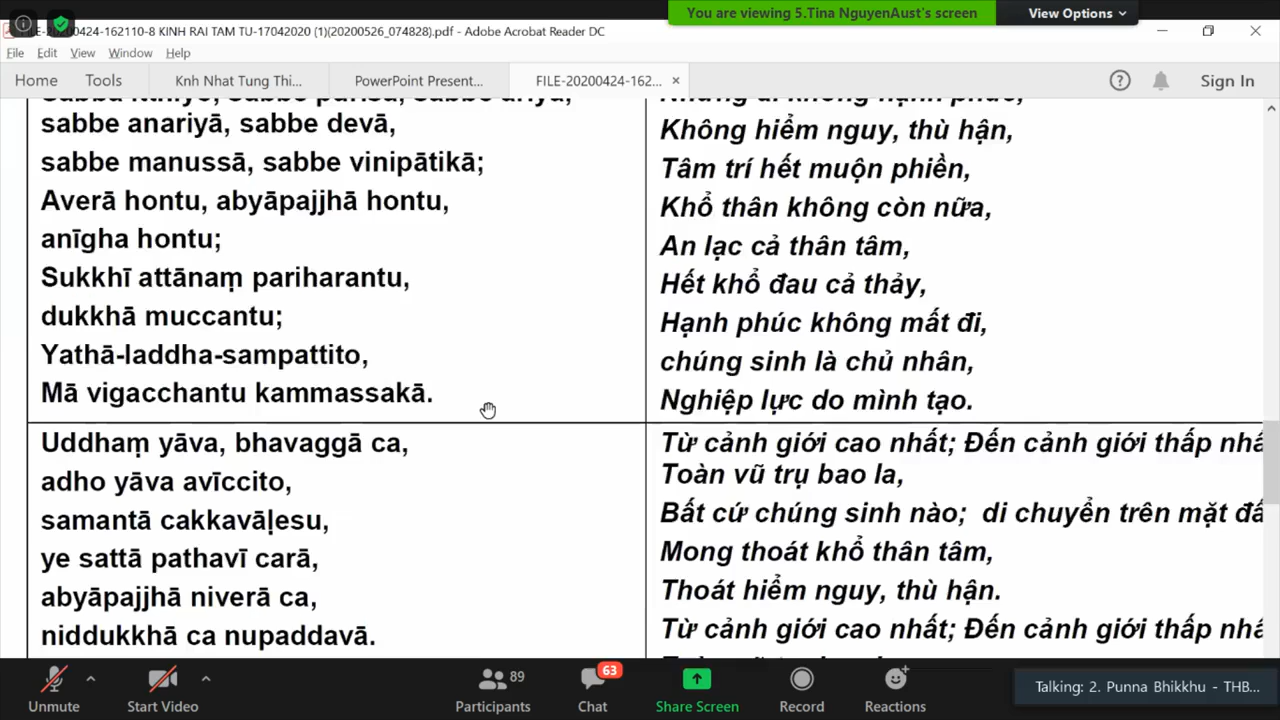 You are viewing 5.Tina NguyenAust's screen
View Options
FILE-20200424-162110-8 KINH RAI TAM TU-17042020 (1)(20200526_074828).pdf - Adobe Acrobat Reader DC
File Edit View Window Help
Home Tools Knh Nhat Tung Thi... PowerPoint Present... FILE-20200424-162... Sign In
sabbe anariyā, sabbe devā,
sabbe manussā, sabbe vinipātikā;
Averā hontu, abyāpajjhā hontu,
anīgha hontu;
Sukkhī attānaṃ pariharantu,
dukkhā muccantu;
Yathā-laddha-sampattito,
Mā vigacchantu kammassakā.
Không hiểm nguy, thù hận,
Tâm trí hết muộn phiền,
Khổ thân không còn nữa,
An lạc cả thân tâm,
Hết khổ đau cả thảy,
Hạnh phúc không mất đi,
chúng sinh là chủ nhân,
Nghiệp lực do mình tạo.
Uddhaṃ yāva, bhavaggā ca,
adho yāva avīccito,
samantā cakkavāḷesu,
ye sattā pathavī carā,
abyāpajjhā niverā ca,
niddukkhā ca nupaddavā.
Từ cảnh giới cao nhất; Đến cảnh giới thấp nhấ
Toàn vũ trụ bao la,
Bất cứ chúng sinh nào; di chuyển trên mặt đấ
Mong thoát khổ thân tâm,
Thoát hiểm nguy, thù hận.
Từ cảnh giới cao nhất; Đến cảnh giới thấp nhấ
Unmute
Start Video
Participants 89
Chat 63
Share Screen
Record
Reactions
Talking: 2. Punna Bhikkhu - THB...